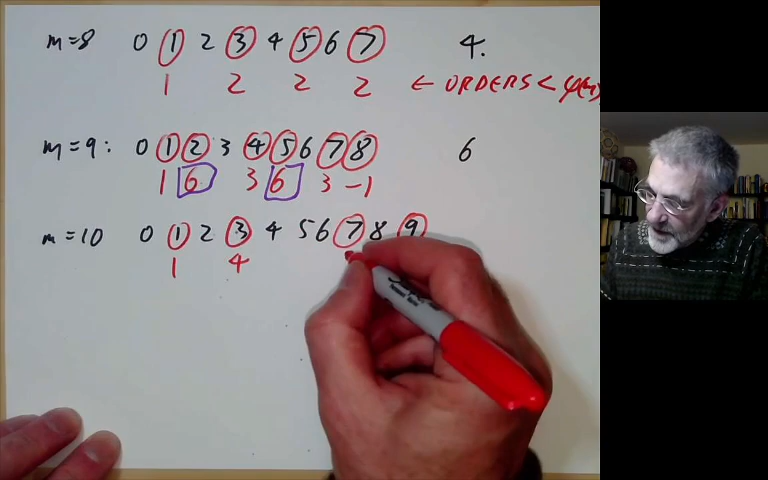 m=8 0 1 2 3 4 5 6 7 4.
1 2 2 2 ← ORDERS < φ(m)
m=9: 0 1 2 3 4 5 6 7 8 6
1 6 3 6 3 -1
m=10 0 1 2 3 4 5 6 7 8 9
1 4